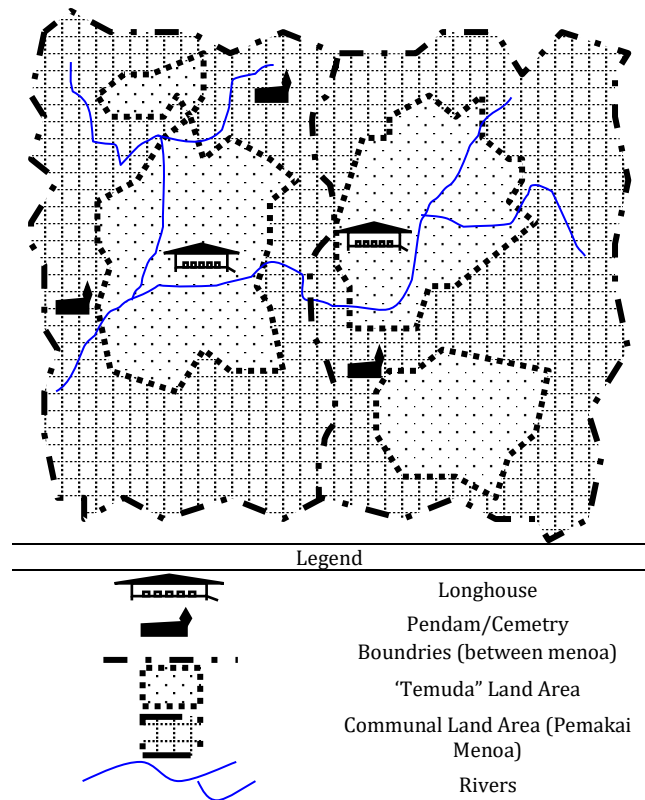 Legend
Longhouse
Pendam/Cemetry
Boundries (between menoa)
‘Temuda” Land Area
Communal Land Area (Pemakai
Menoa)
Rivers